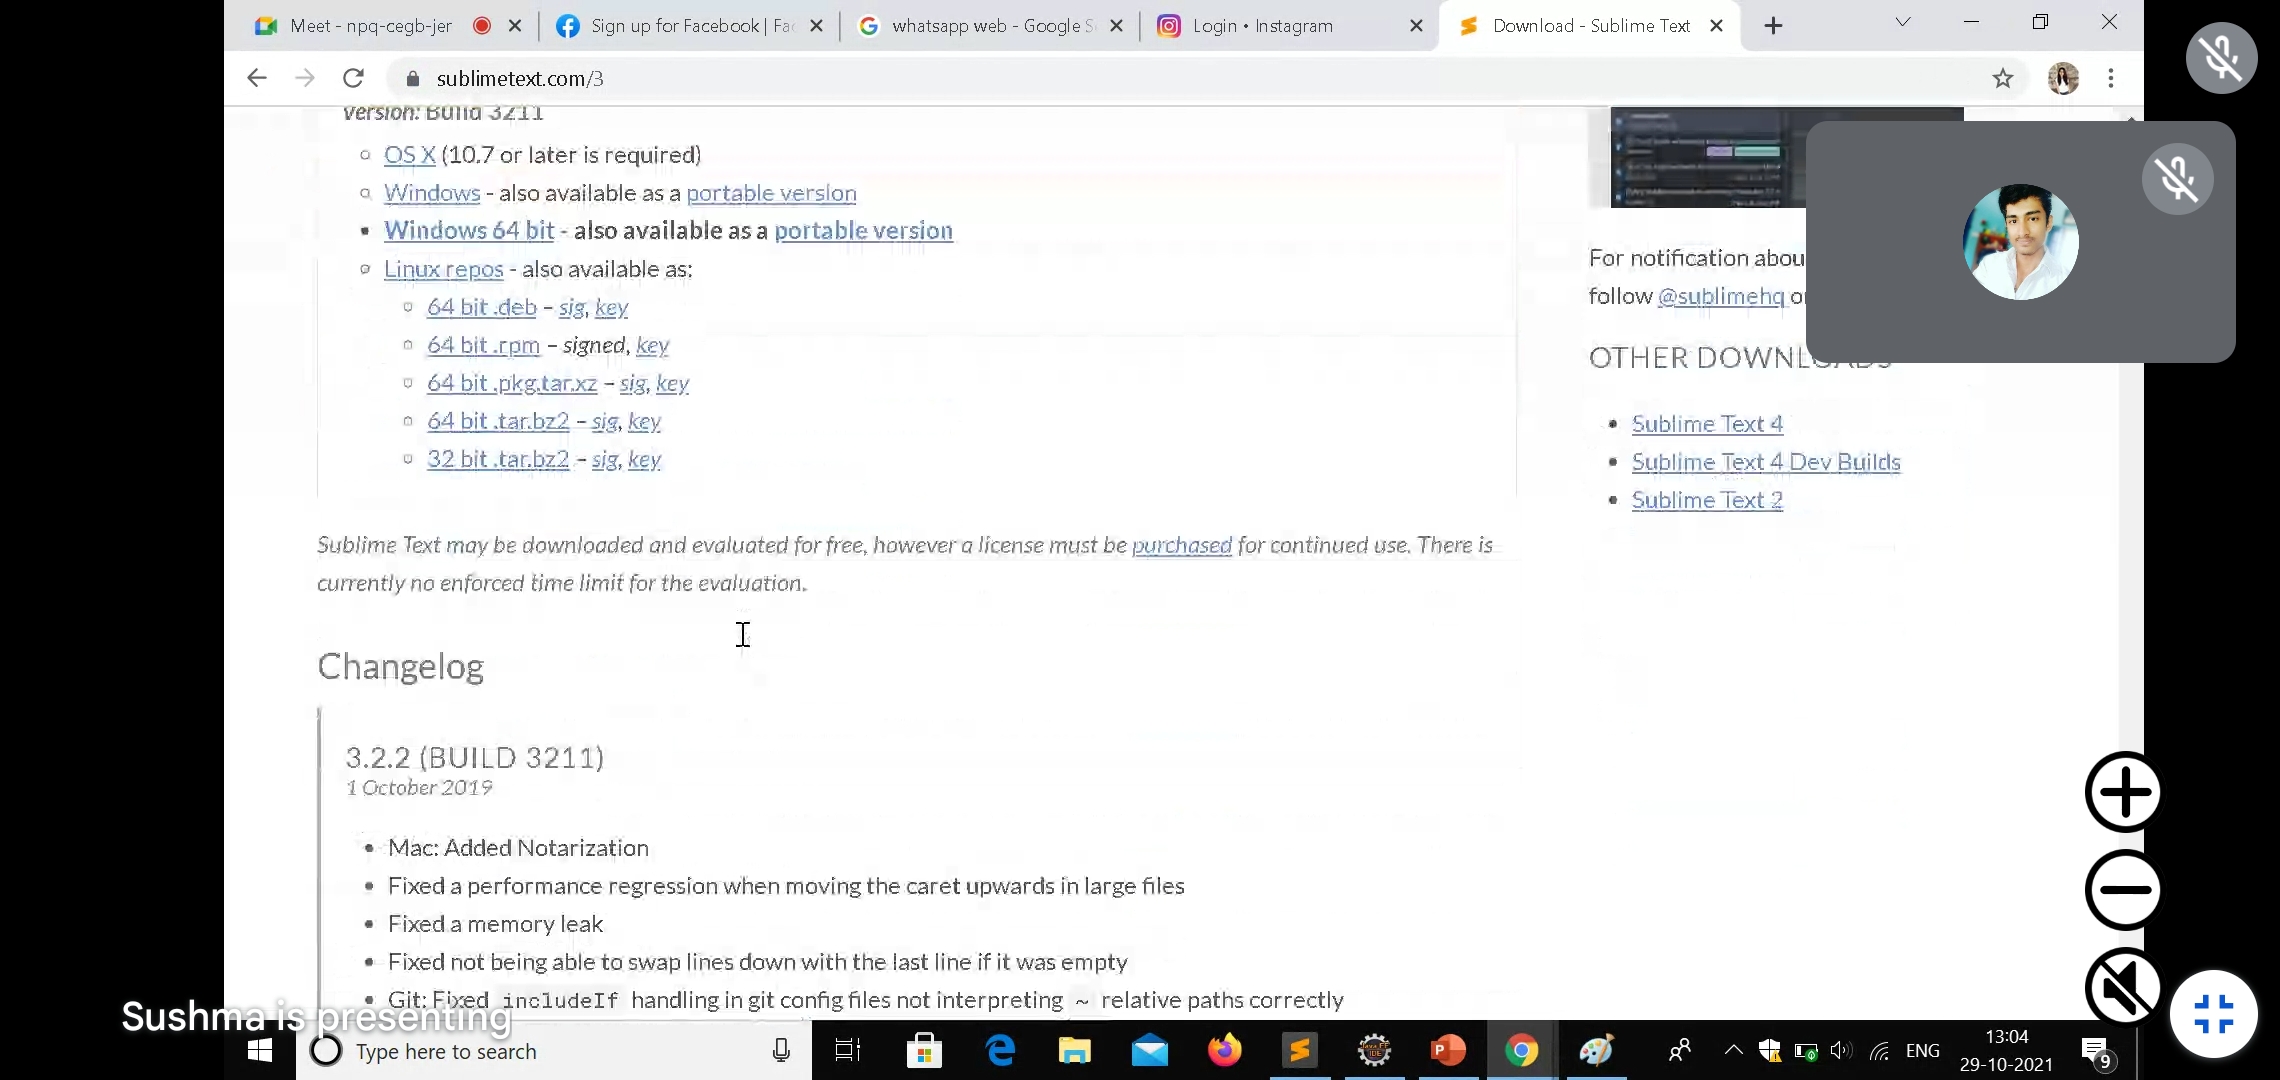 Meet - npq-cegb-jer
Sign up for Facebook | Fac
whatsapp web - Google S
Login • Instagram
Download - Sublime Text
sublimetext.com/3
version: Build 3211
OS X (10.7 or later is required)
Windows - also available as a portable version
Windows 64 bit - also available as a portable version
Linux repos - also available as:
64 bit .deb – sig, key
64 bit .rpm – signed, key
64 bit .pkg.tar.xz – sig, key
64 bit .tar.bz2 – sig, key
32 bit .tar.bz2 – sig, key
Sublime Text may be downloaded and evaluated for free, however a license must be purchased for continued use. There is
currently no enforced time limit for the evaluation.
For notification abou
follow @sublimehq o
OTHER DOWNLOADS
Sublime Text 4
Sublime Text 4 Dev Builds
Sublime Text 2
Changelog
3.2.2 (BUILD 3211)
1 October 2019
Mac: Added Notarization
Fixed a performance regression when moving the caret upwards in large files
Fixed a memory leak
Fixed not being able to swap lines down with the last line if it was empty
Git: Fixed includeIf handling in git config files not interpreting ~ relative paths correctly
Sushma is presenting
Type here to search
ENG
13:04
29-10-2021
9